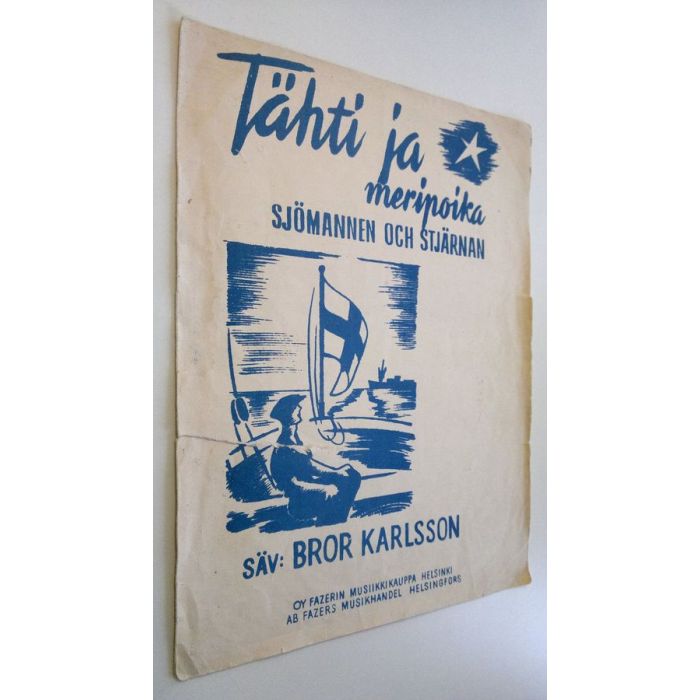 Tähti ja
meripoika
SJÖMANNEN OCH STJÄRNAN
SÄV: BROR KARLSSON
OY FAZERIN MUSIIKKIKAUPPA HELSINKI
AB FAZERS MUSIKHANDEL HELSINGFORS